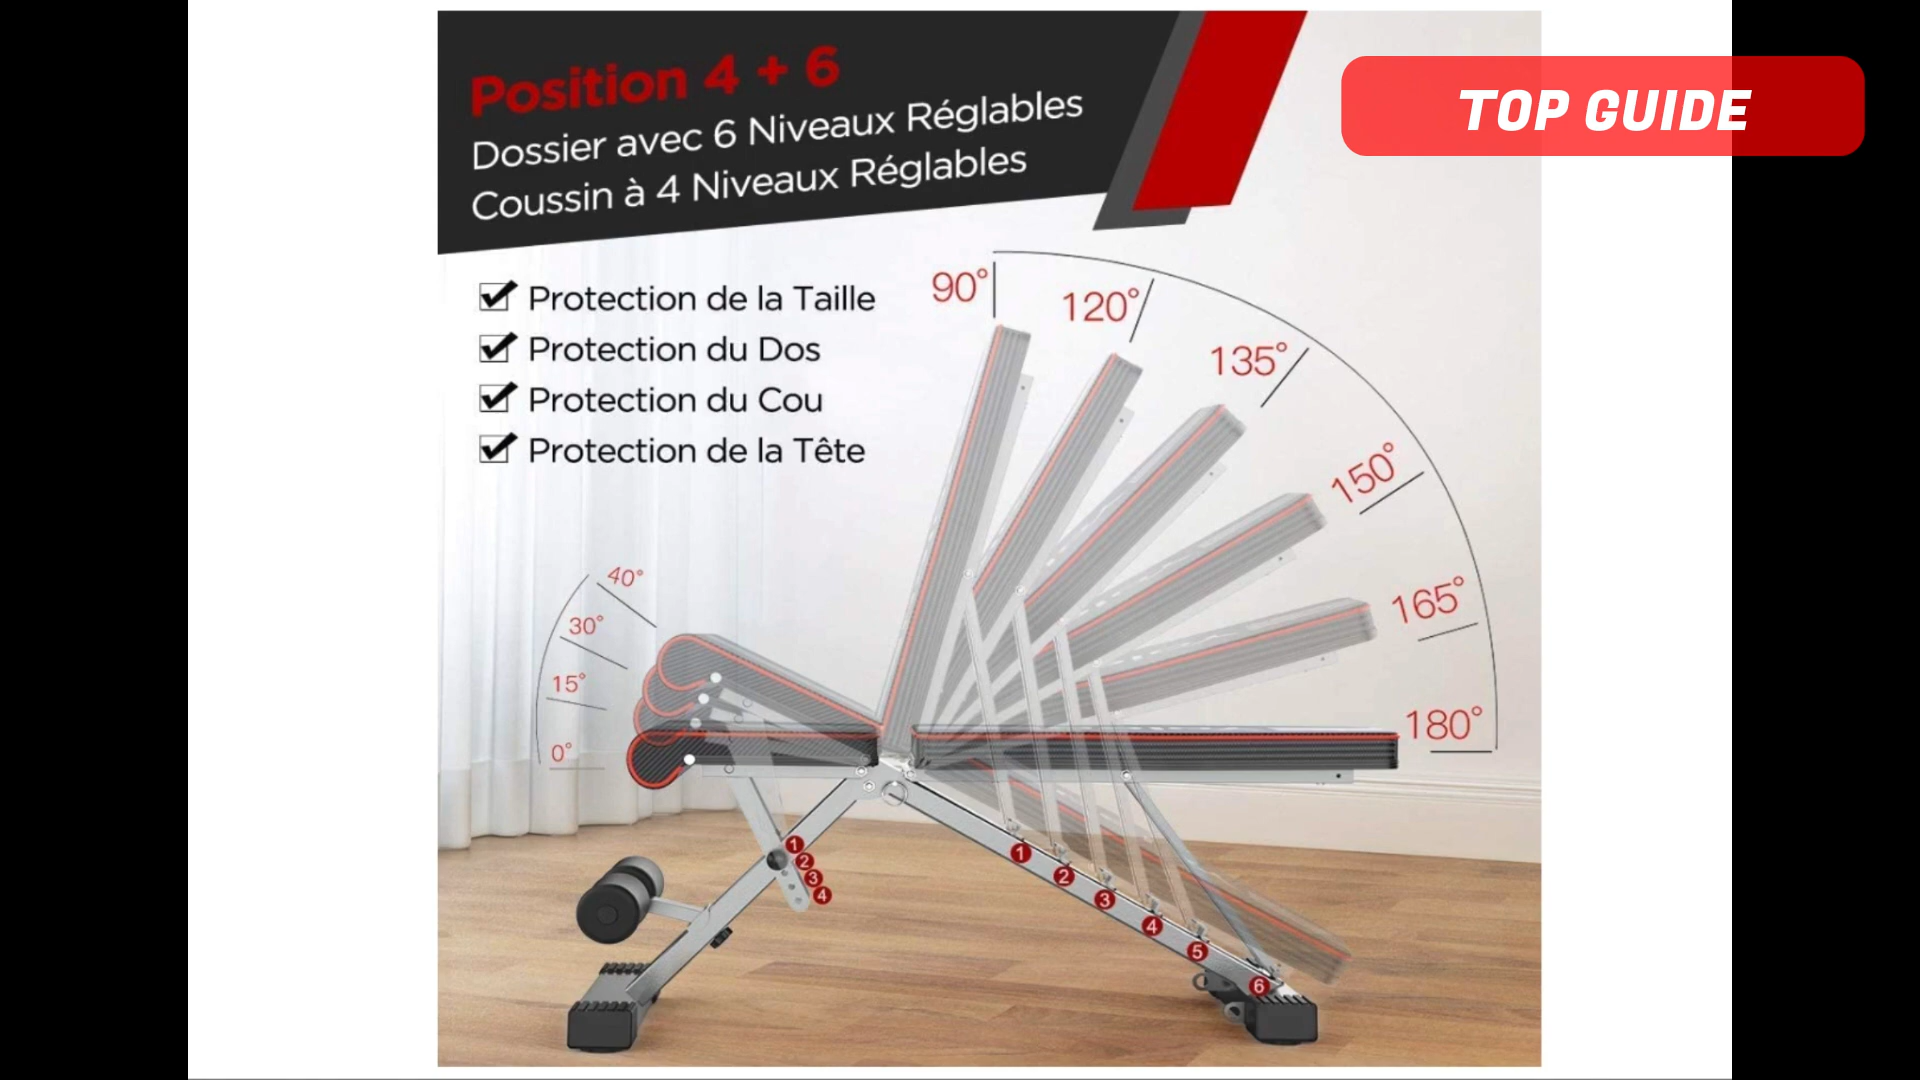 Position 4 + 6
Dossier avec 6 Niveaux Réglables
Coussin à 4 Niveaux Réglables
TOP GUIDE
Protection de la Taille
Protection du Dos
Protection du Cou
Protection de la Tête
90°
120°
135°
150°
165°
180°
40°
30°
15°
0°
1
2
3
4
1
2
3
4
5
6